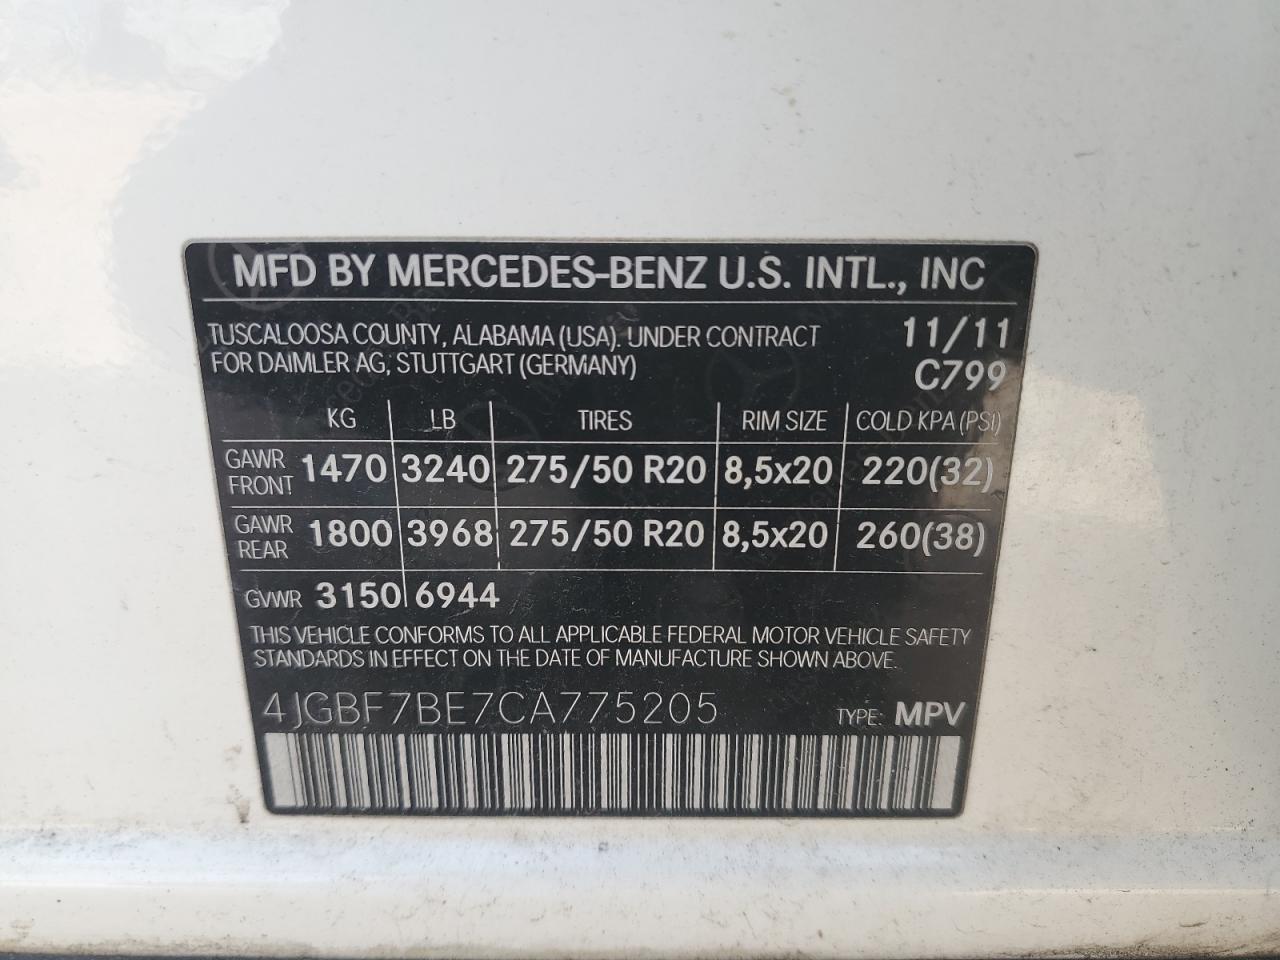 MFD BY MERCEDES-BENZ U.S. INTL., INC
TUSCALOOSA COUNTY, ALABAMA (USA). UNDER CONTRACT 11/11
FOR DAIMLER AG, STUTTGART (GERMANY) C799
KG LB TIRES RIM SIZE COLD KPA (PSI)
GAWR FRONT 1470 3240 275/50 R20 8,5x20 220(32)
GAWR REAR 1800 3968 275/50 R20 8,5x20 260(38)
GVWR 3150 6944
THIS VEHICLE CONFORMS TO ALL APPLICABLE FEDERAL MOTOR VEHICLE SAFETY
STANDARDS IN EFFECT ON THE DATE OF MANUFACTURE SHOWN ABOVE.
4JGBF7BE7CA775205 TYPE: MPV